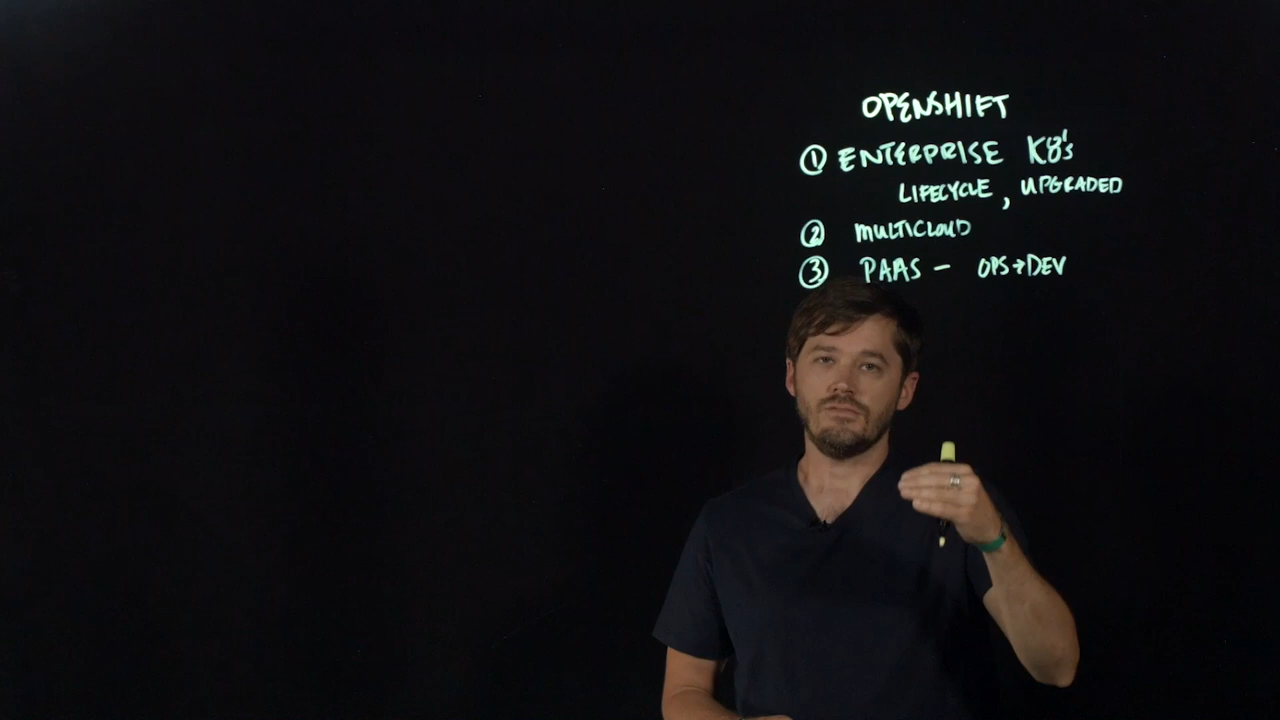 OPENSHIFT
① ENTERPRISE K8's
LIFECYCLE, UPGRADED
② MULTICLOUD
③ PAAS - OPS→DEV